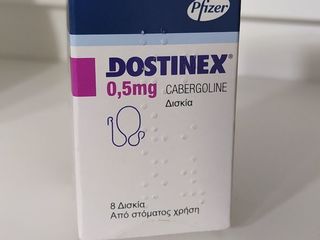 Pfizer
DOSTINEX®
0,5mg CABERGOLINE
Δισκία
8 Δισκία
Από στόματος χρήση